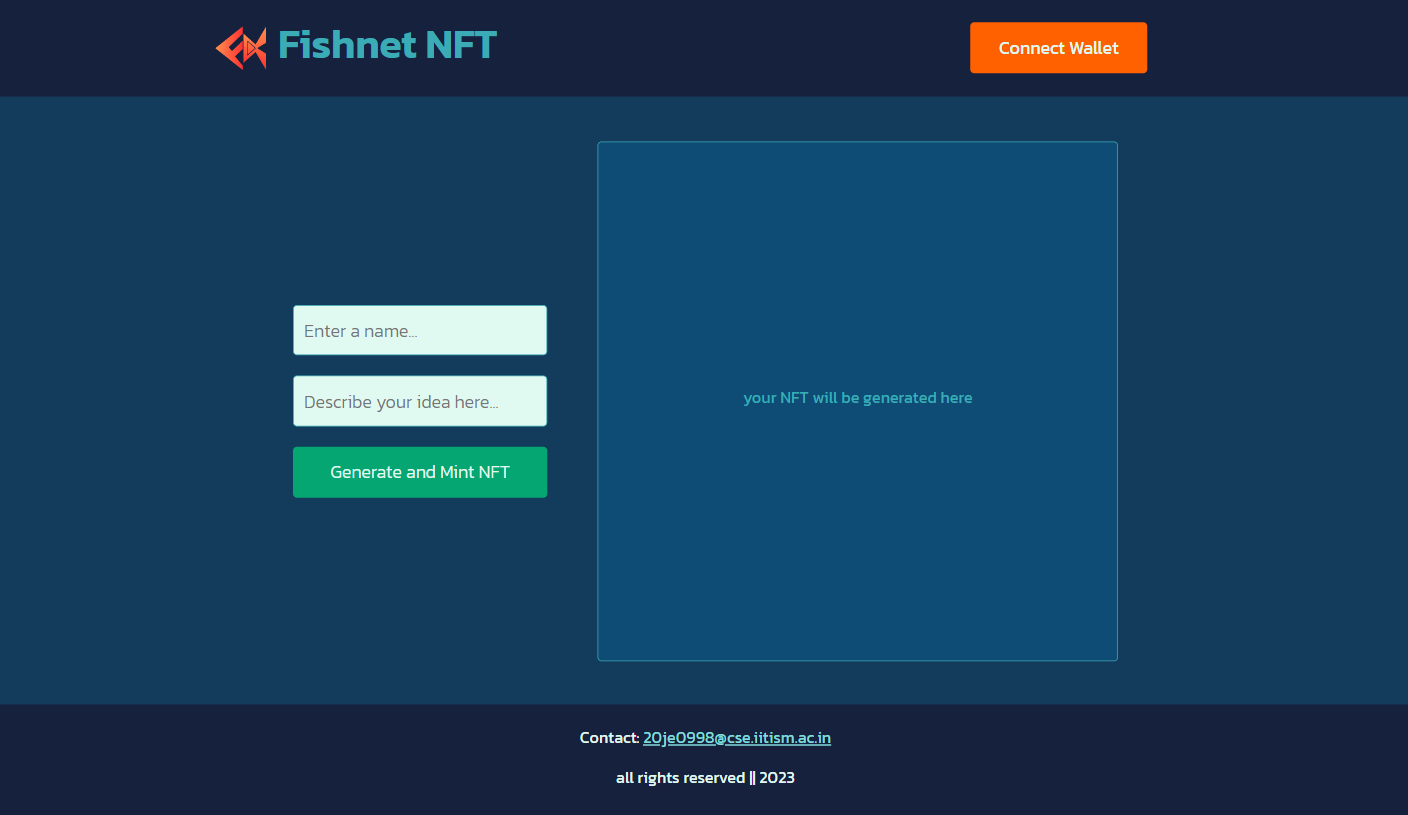 Fishnet NFT
Connect Wallet
Enter a name...
Describe your idea here...
Generate and Mint NFT
your NFT will be generated here
Contact: 20je0998@cse.iitism.ac.in
all rights reserved || 2023